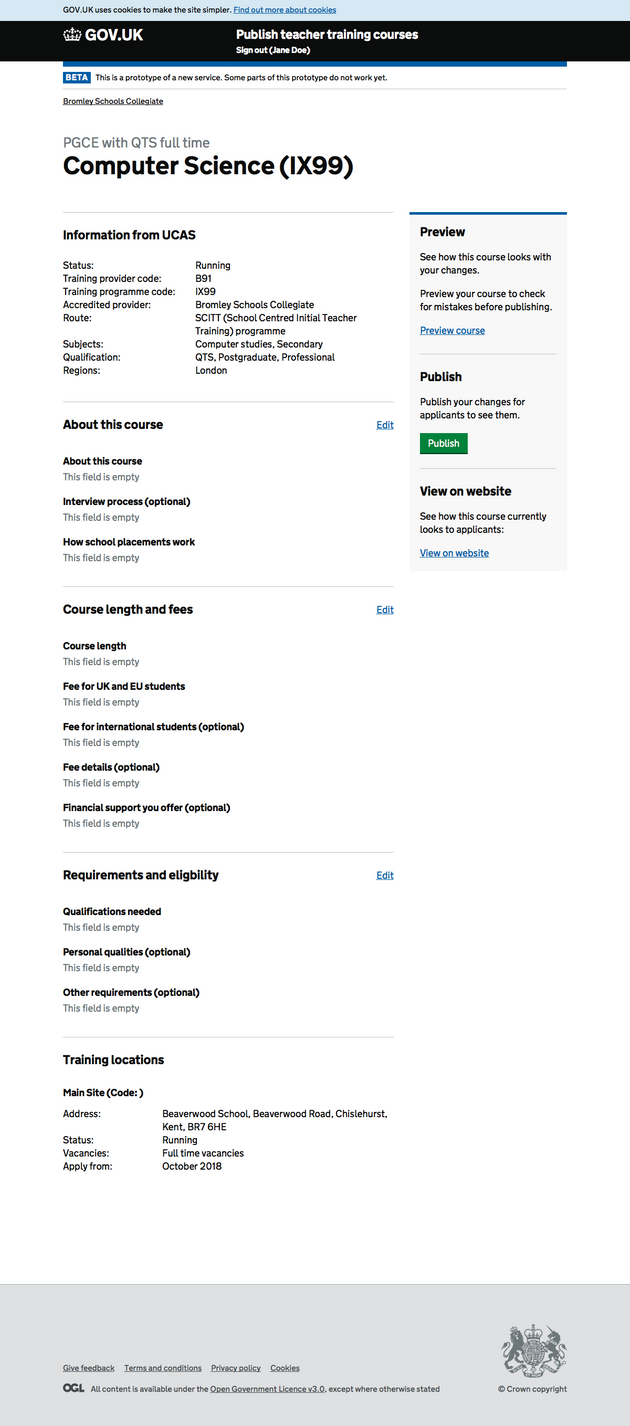 GOV.UK uses cookies to make the site simpler. Find out more about cookies
GOV.UK
Publish teacher training courses
Sign out (Jane Doe)
BETA This is a prototype of a new service. Some parts of this prototype do not work yet.
Bromley Schools Collegiate
PGCE with QTS full time
Computer Science (IX99)
Information from UCAS
Status: Running
Training provider code: B91
Training programme code: IX99
Accredited provider: Bromley Schools Collegiate
Route: SCITT (School Centred Initial Teacher
Training) programme
Subjects: Computer studies, Secondary
Qualification: QTS, Postgraduate, Professional
Regions: London
About this course Edit
About this course
This field is empty
Interview process (optional)
This field is empty
How school placements work
This field is empty
Course length and fees Edit
Course length
This field is empty
Fee for UK and EU students
This field is empty
Fee for international students (optional)
This field is empty
Fee details (optional)
This field is empty
Financial support you offer (optional)
This field is empty
Requirements and eligbility Edit
Qualifications needed
This field is empty
Personal qualities (optional)
This field is empty
Other requirements (optional)
This field is empty
Training locations
Main Site (Code: )
Address: Beaverwood School, Beaverwood Road, Chislehurst,
Kent, BR7 6HE
Status: Running
Vacancies: Full time vacancies
Apply from: October 2018
Preview
See how this course looks with
your changes.
Preview your course to check
for mistakes before publishing.
Preview course
Publish
Publish your changes for
applicants to see them.
Publish
View on website
See how this course currently
looks to applicants:
View on website
Give feedback Terms and conditions Privacy policy Cookies
OGL All content is available under the Open Government Licence v3.0, except where otherwise stated
© Crown copyright